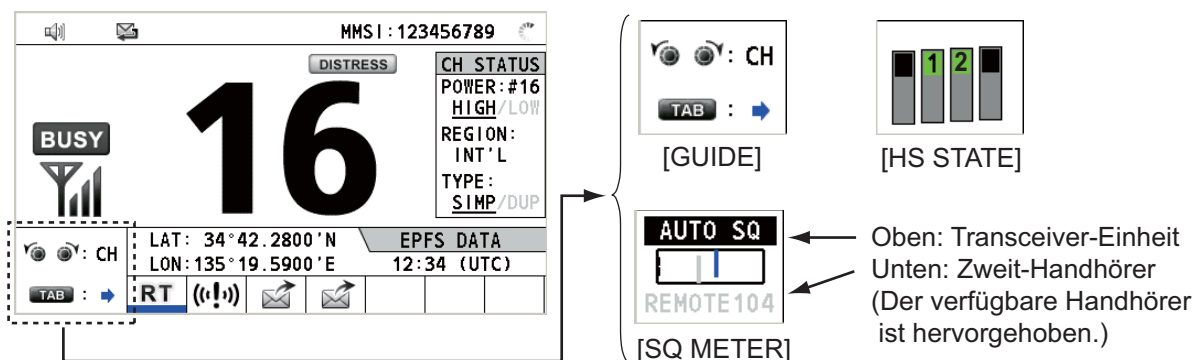 MMSI:123456789
DISTRESS
16
BUSY
CH STATUS
POWER:#16
HIGH/LOW
REGION:
INT'L
TYPE:
SIMP/DUP
: CH
TAB :
LAT: 34°42.2800'N
LON:135°19.5900'E
EPFS DATA
12:34 (UTC)
RT
: CH
TAB :
[GUIDE]
1 2
[HS STATE]
AUTO SQ
REMOTE104
[SQ METER]
Oben: Transceiver-Einheit
Unten: Zweit-Handhörer
(Der verfügbare Handhörer
ist hervorgehoben.)